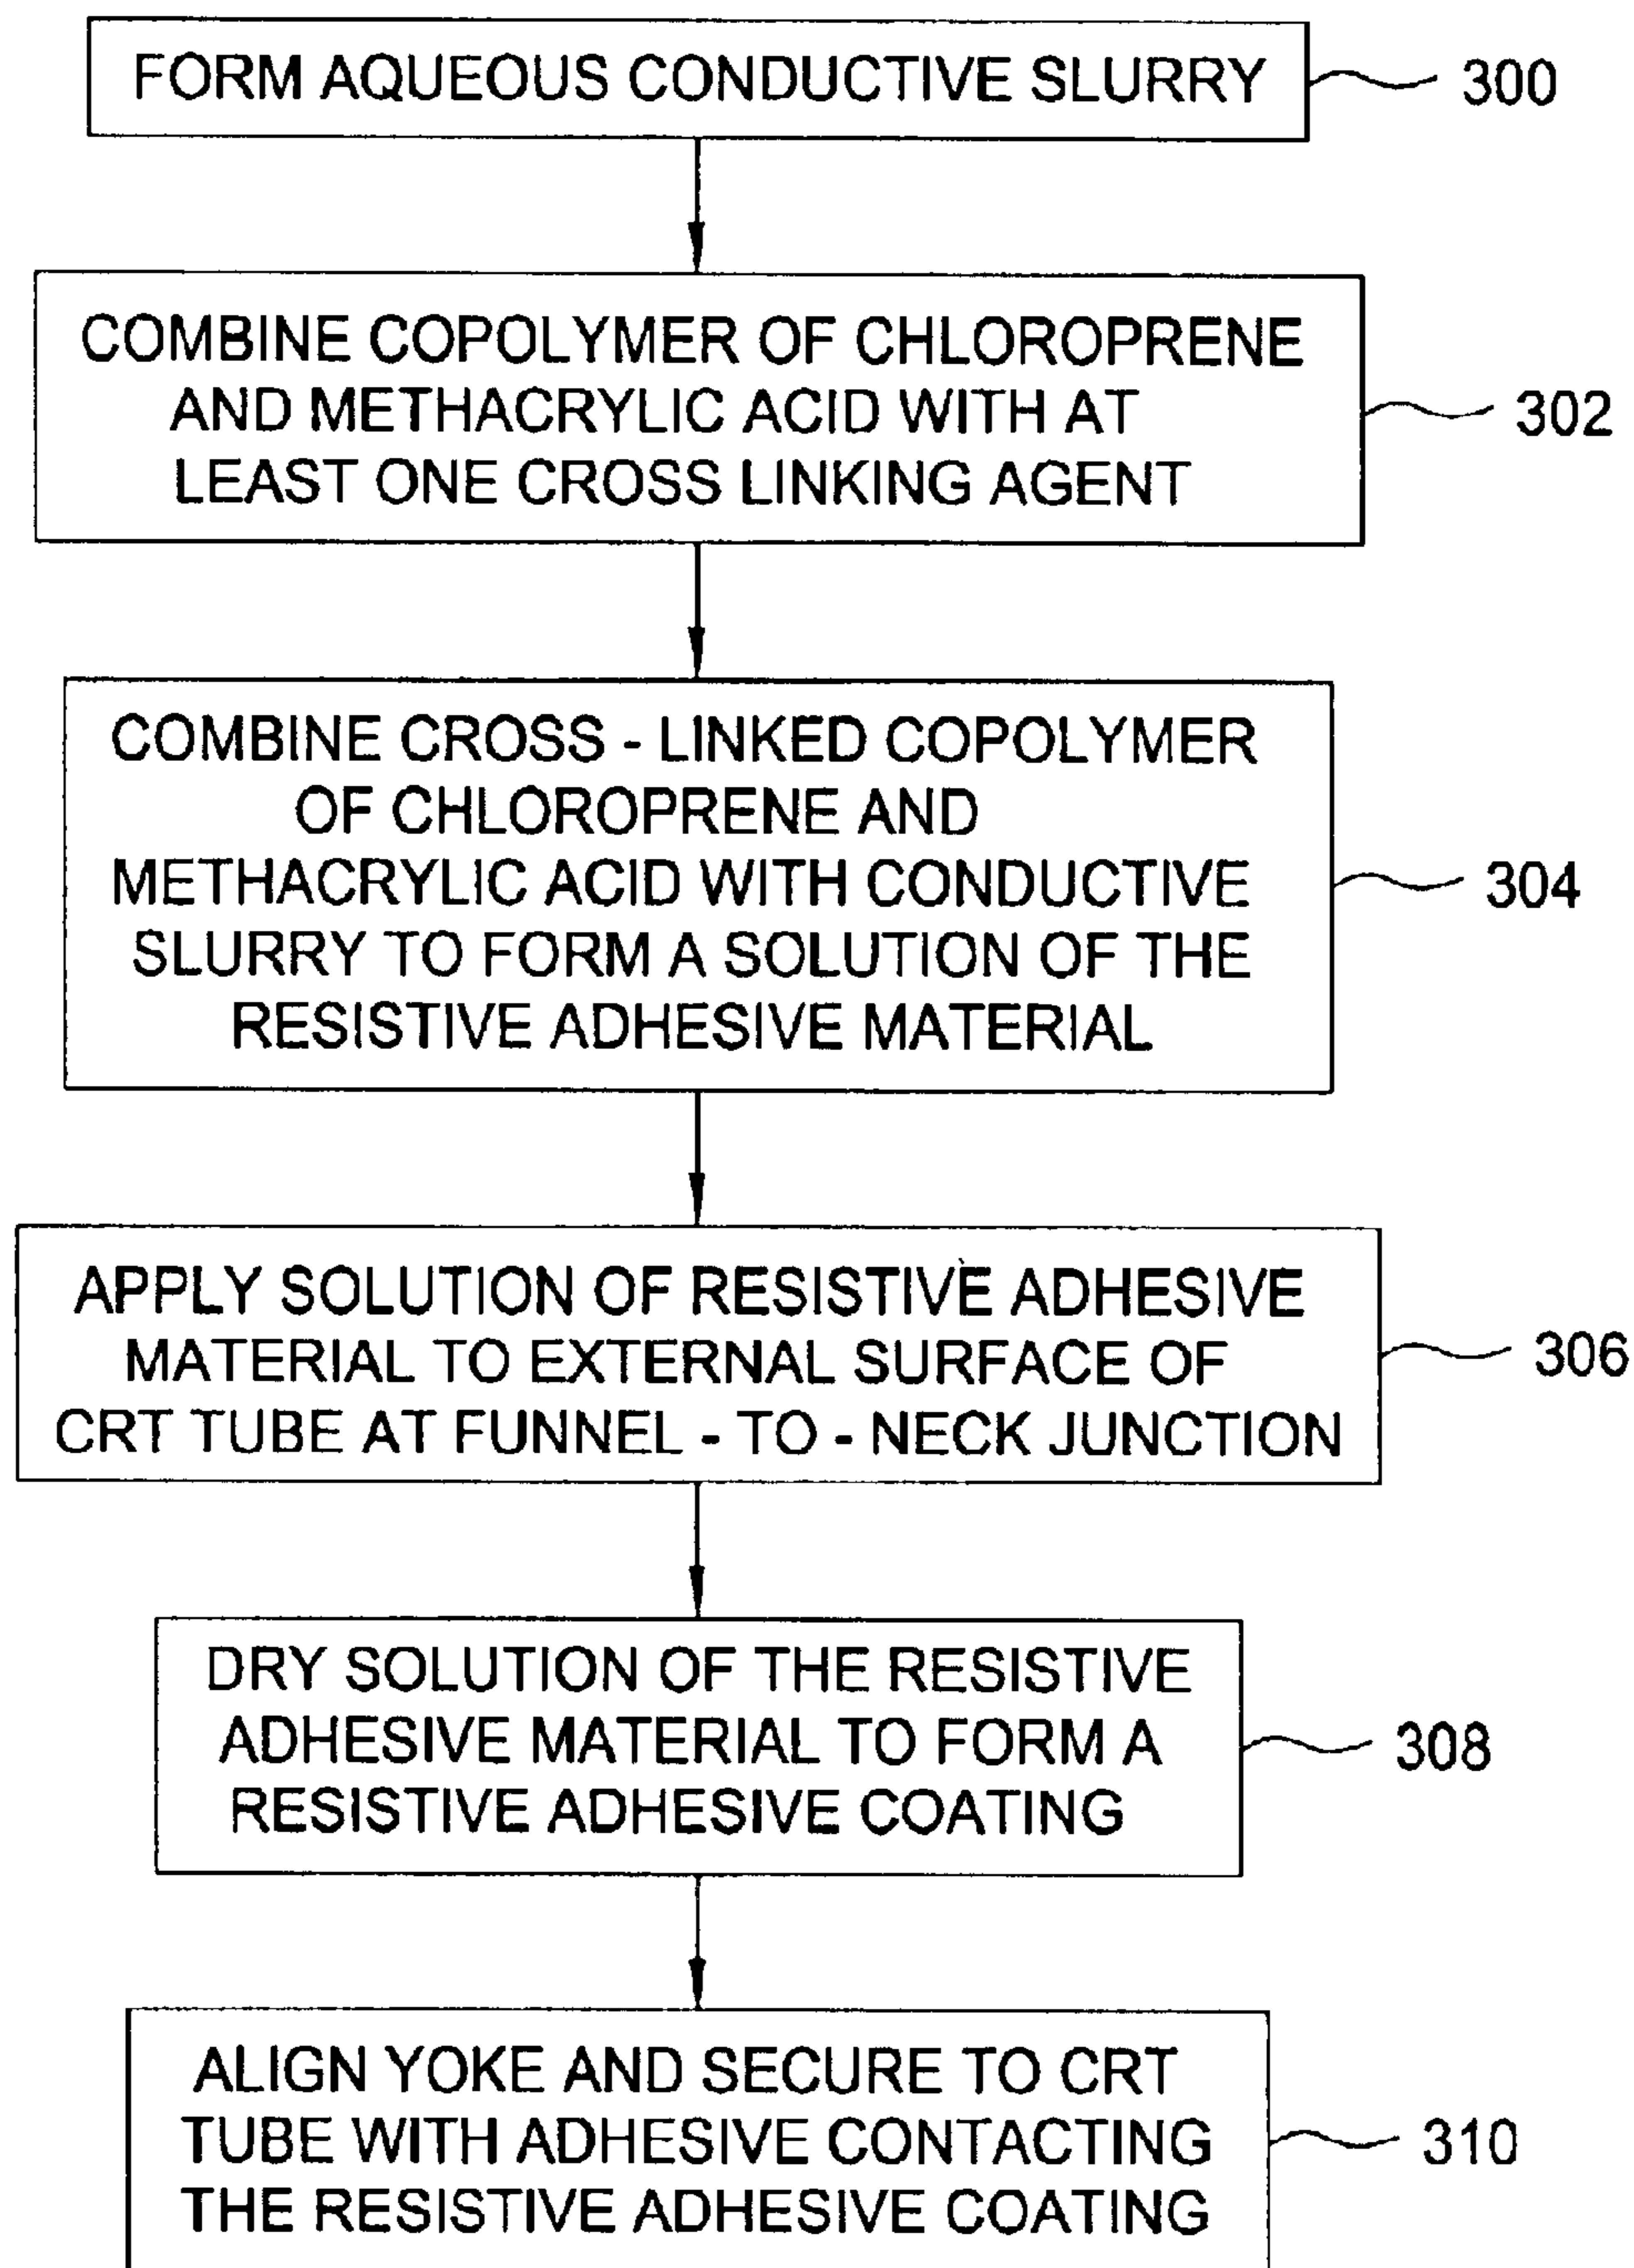 FORM AQUEOUS CONDUCTIVE SLURRY
300
COMBINE COPOLYMER OF CHLOROPRENE
AND METHACRYLIC ACID WITH AT
LEAST ONE CROSS LINKING AGENT
302
COMBINE CROSS - LINKED COPOLYMER
OF CHLOROPRENE AND
METHACRYLIC ACID WITH CONDUCTIVE
SLURRY TO FORM A SOLUTION OF THE
RESISTIVE ADHESIVE MATERIAL
304
APPLY SOLUTION OF RESISTIVE ADHESIVE
MATERIAL TO EXTERNAL SURFACE OF
CRT TUBE AT FUNNEL - TO - NECK JUNCTION
306
DRY SOLUTION OF THE RESISTIVE
ADHESIVE MATERIAL TO FORM A
RESISTIVE ADHESIVE COATING
308
ALIGN YOKE AND SECURE TO CRT
TUBE WITH ADHESIVE CONTACTING
THE RESISTIVE ADHESIVE COATING
310